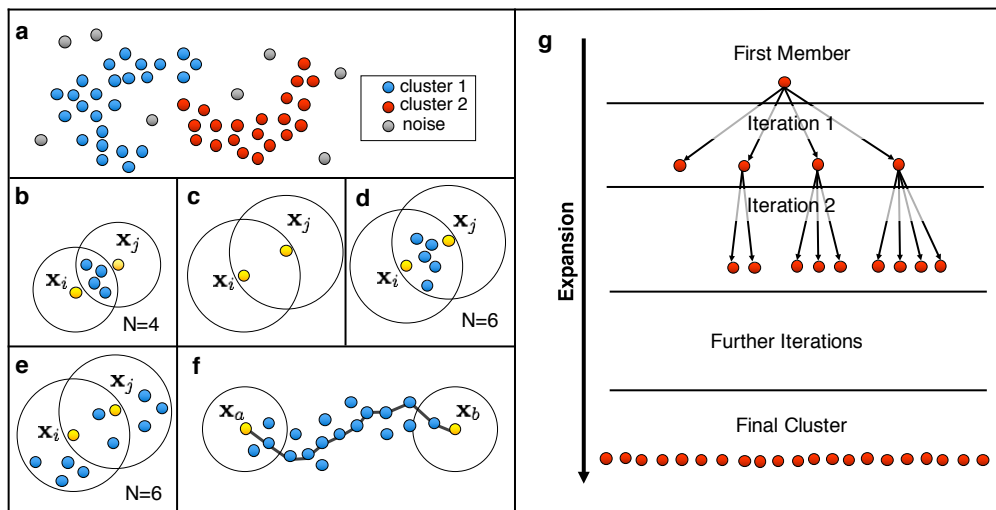 a
cluster 1
cluster 2
noise
b
x_j
x_i
N=4
c
x_j
x_i
d
x_j
x_i
N=6
e
x_j
x_i
N=6
f
x_a
x_b
g
Expansion
First Member
Iteration 1
Iteration 2
Further Iterations
Final Cluster